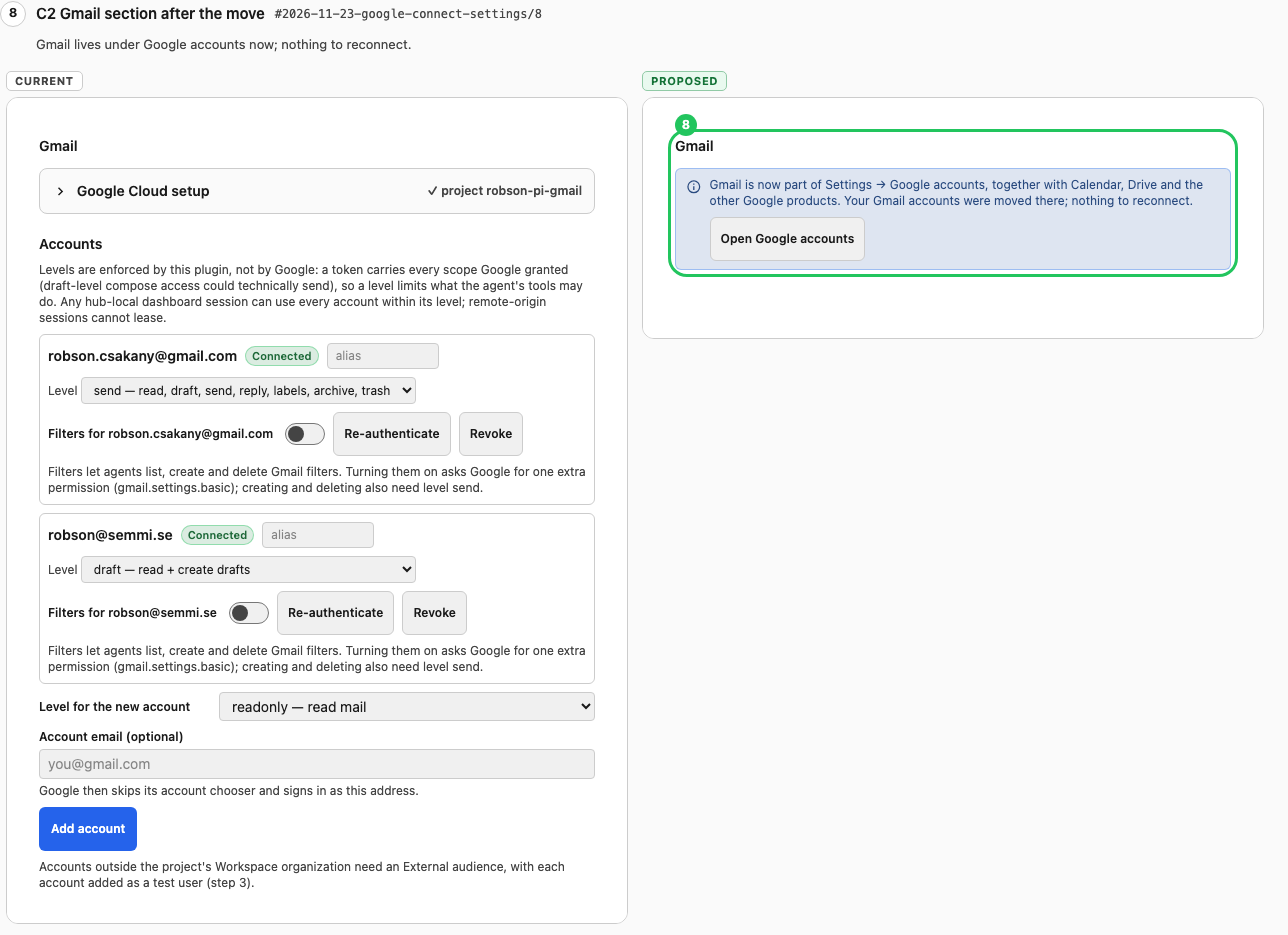 8 C2 Gmail section after the move #2026-11-23-google-connect-settings/8
Gmail lives under Google accounts now; nothing to reconnect.
CURRENT
Gmail
Google Cloud setup ✓ project robson-pi-gmail
Accounts
Levels are enforced by this plugin, not by Google: a token carries every scope Google granted
(draft-level compose access could technically send), so a level limits what the agent's tools may
do. Any hub-local dashboard session can use every account within its level; remote-origin
sessions cannot lease.
robson.csakany@gmail.com Connected alias
Level send — read, draft, send, reply, labels, archive, trash
Filters for robson.csakany@gmail.com Re-authenticate Revoke
Filters let agents list, create and delete Gmail filters. Turning them on asks Google for one extra
permission (gmail.settings.basic); creating and deleting also need level send.
robson@semmi.se Connected alias
Level draft — read + create drafts
Filters for robson@semmi.se Re-authenticate Revoke
Filters let agents list, create and delete Gmail filters. Turning them on asks Google for one extra
permission (gmail.settings.basic); creating and deleting also need level send.
Level for the new account readonly — read mail
Account email (optional)
you@gmail.com
Google then skips its account chooser and signs in as this address.
Add account
Accounts outside the project's Workspace organization need an External audience, with each
account added as a test user (step 3).
PROPOSED
8
Gmail
Gmail is now part of Settings → Google accounts, together with Calendar, Drive and the
other Google products. Your Gmail accounts were moved there; nothing to reconnect.
Open Google accounts